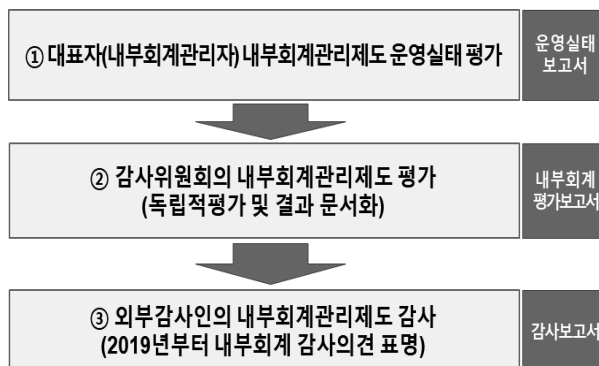 ① 대표자(내부회계관리자) 내부회계관리제도 운영실태 평가
운영실태
보고서
② 감사위원회의 내부회계관리제도 평가
(독립적평가 및 결과 문서화)
내부회계
평가보고서
③ 외부감사인의 내부회계관리제도 감사
(2019년부터 내부회계 감사의견 표명)
감사보고서